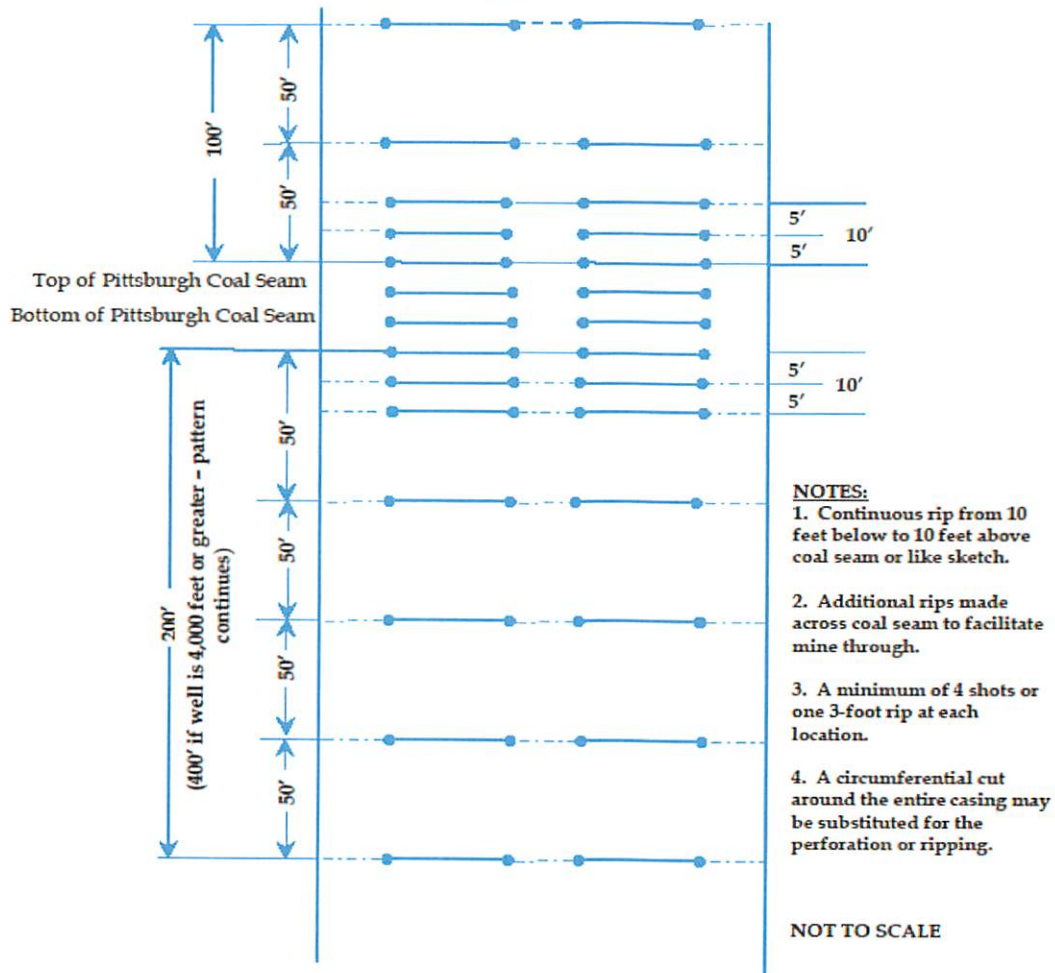 50'
100'
50'
5'
10'
5'
Top of Pittsburgh Coal Seam
Bottom of Pittsburgh Coal Seam
5'
10'
5'
50'
200'
(400' if well is 4,000 feet or greater – pattern
continues)
50'
50'
50'
NOTES:
1. Continuous rip from 10
feet below to 10 feet above
coal seam or like sketch.
2. Additional rips made
across coal seam to facilitate
mine through.
3. A minimum of 4 shots or
one 3-foot rip at each
location.
4. A circumferential cut
around the entire casing may
be substituted for the
perforation or ripping.
NOT TO SCALE